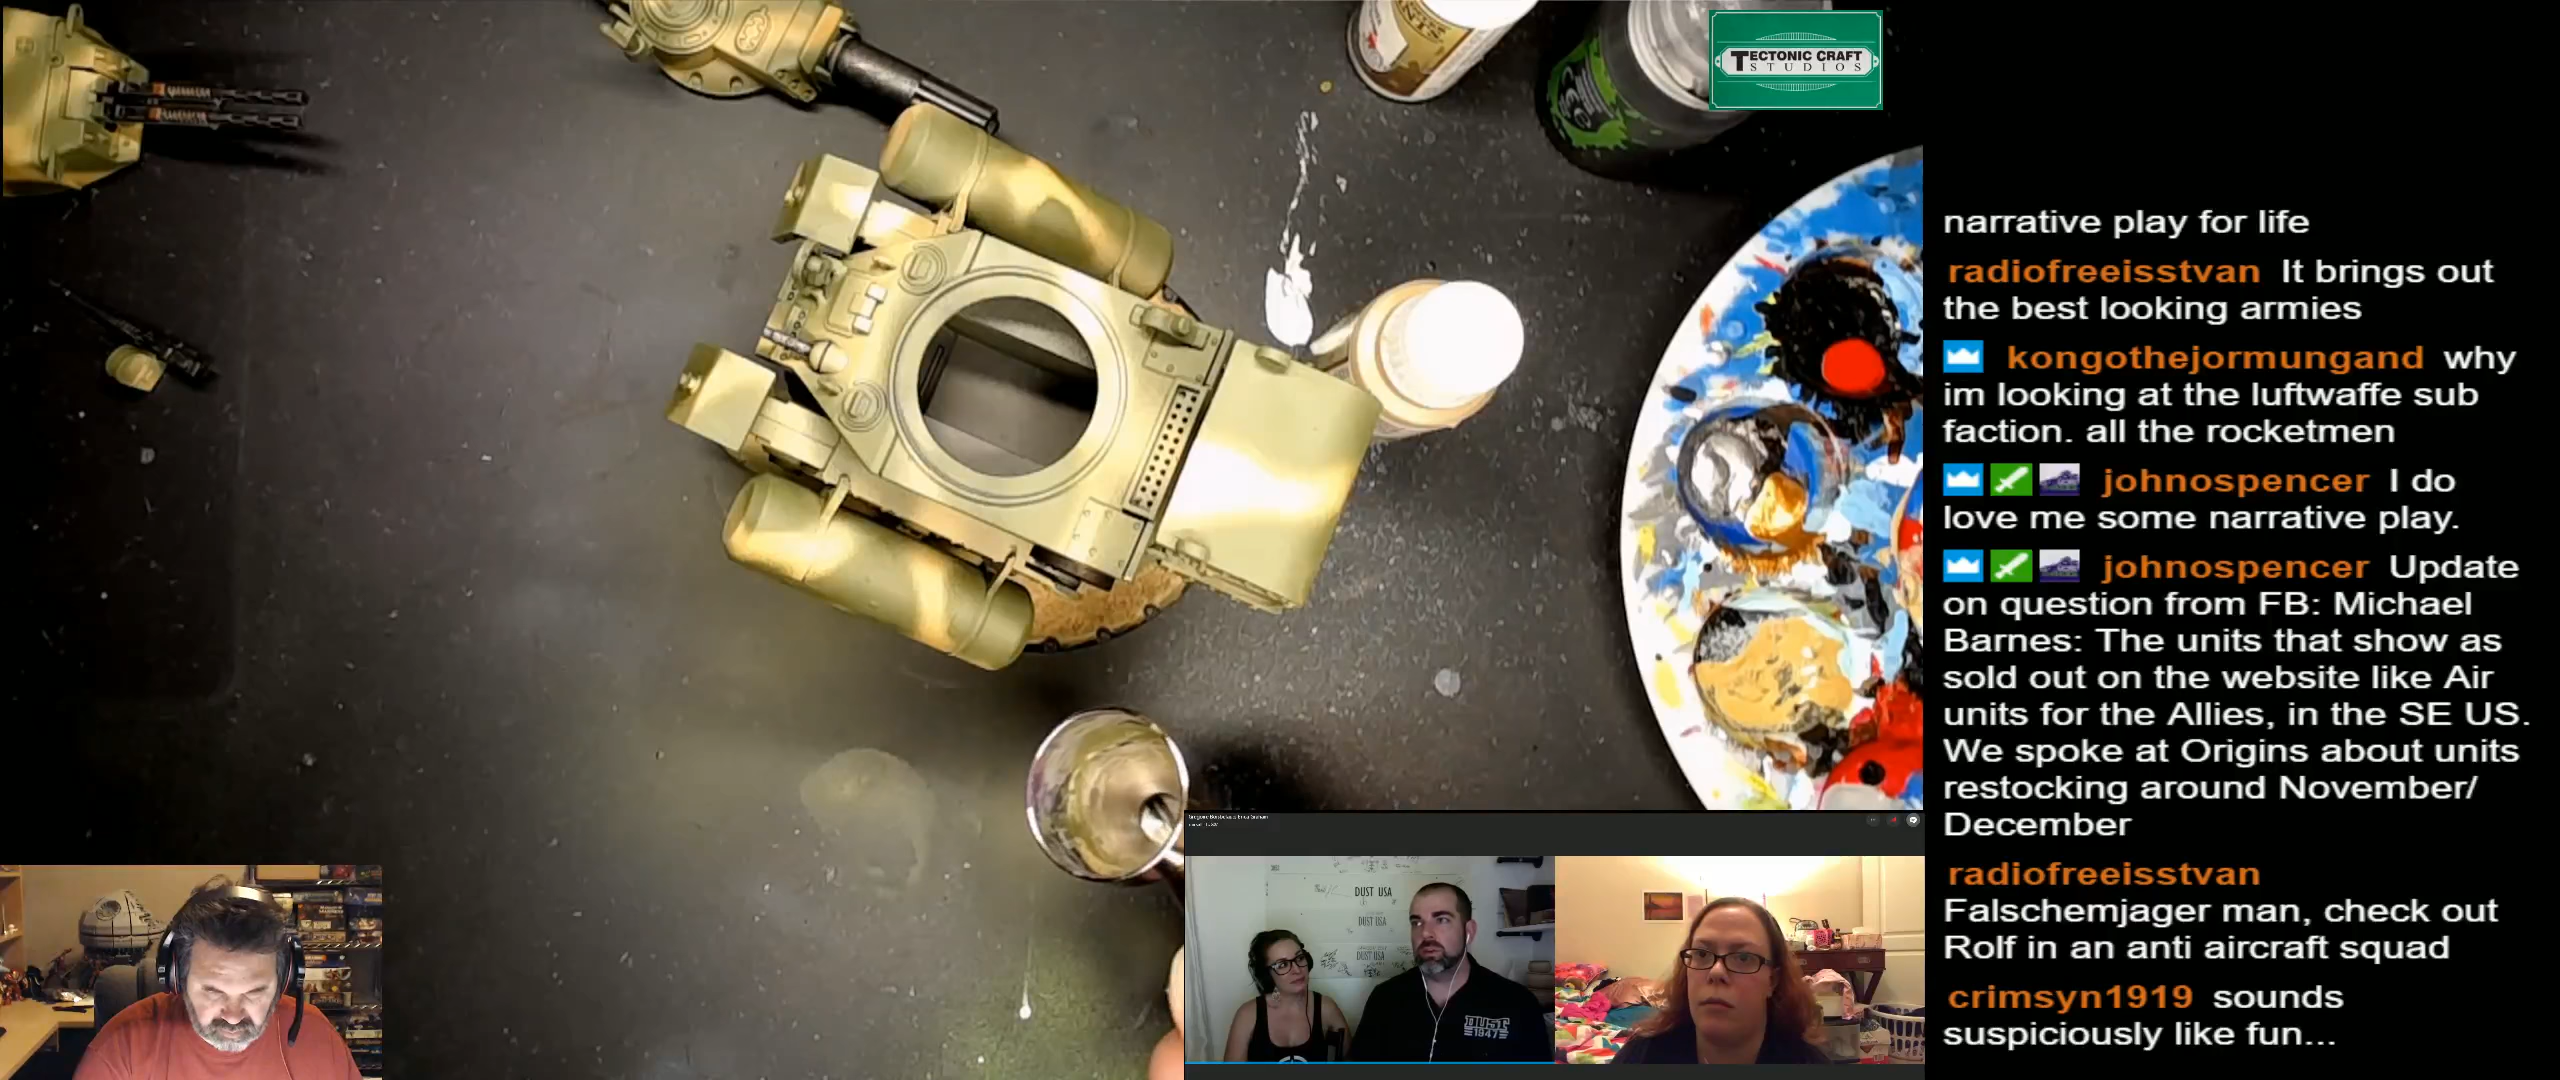 TECTONIC CRAFT
STUDIOS
narrative play for life
radiofreeisstvan It brings out
the best looking armies
kongothejormungand why
im looking at the luftwaffe sub
faction. all the rocketmen
johnospencer I do
love me some narrative play.
johnospencer Update
on question from FB: Michael
Barnes: The units that show as
sold out on the website like Air
units for the Allies, in the SE US.
We spoke at Origins about units
restocking around November/
December
radiofreeisstvan
Falschemjager man, check out
Rolf in an anti aircraft squad
crimsyn1919 sounds
suspiciously like fun...
DUST USA
DUST USA
DUST USA
DUST
1947